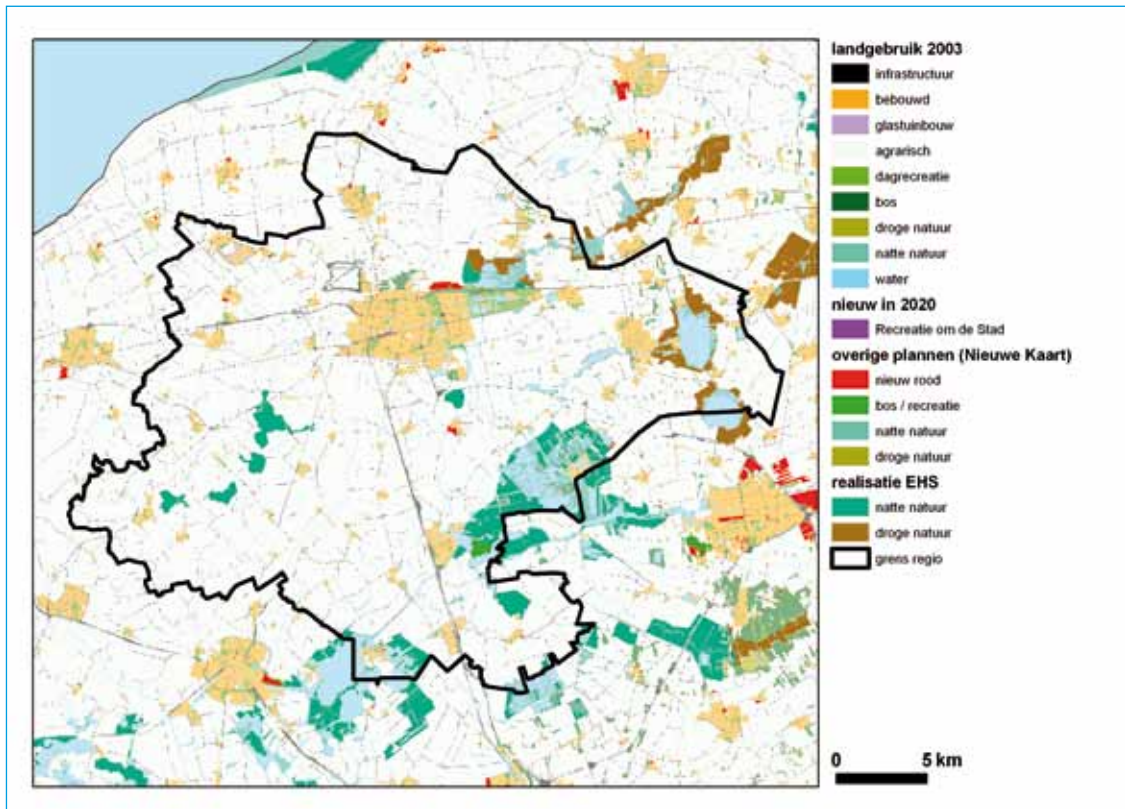 landgebruik 2003
infrastructuur
bebouwd
glastuinbouw
agrarisch
dagrecreatie
bos
droge natuur
natte natuur
water
nieuw in 2020
Recreatie om de Stad
overige plannen (Nieuwe Kaart)
nieuw rood
bos / recreatie
natte natuur
droge natuur
realisatie EHS
natte natuur
droge natuur
grens regio
0 5 km